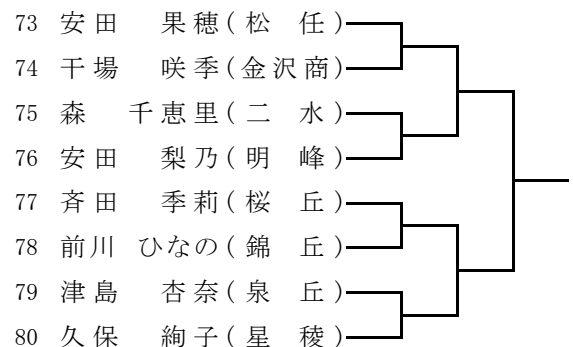 73 安田 果穂(松 任)
74 干場 咲季(金沢商)
75 森 千恵里(二 水)
76 安田 梨乃(明 峰)
77 斉田 季莉(桜 丘)
78 前川 ひなの(錦 丘)
79 津島 杏奈(泉 丘)
80 久保 絢子(星 稜)